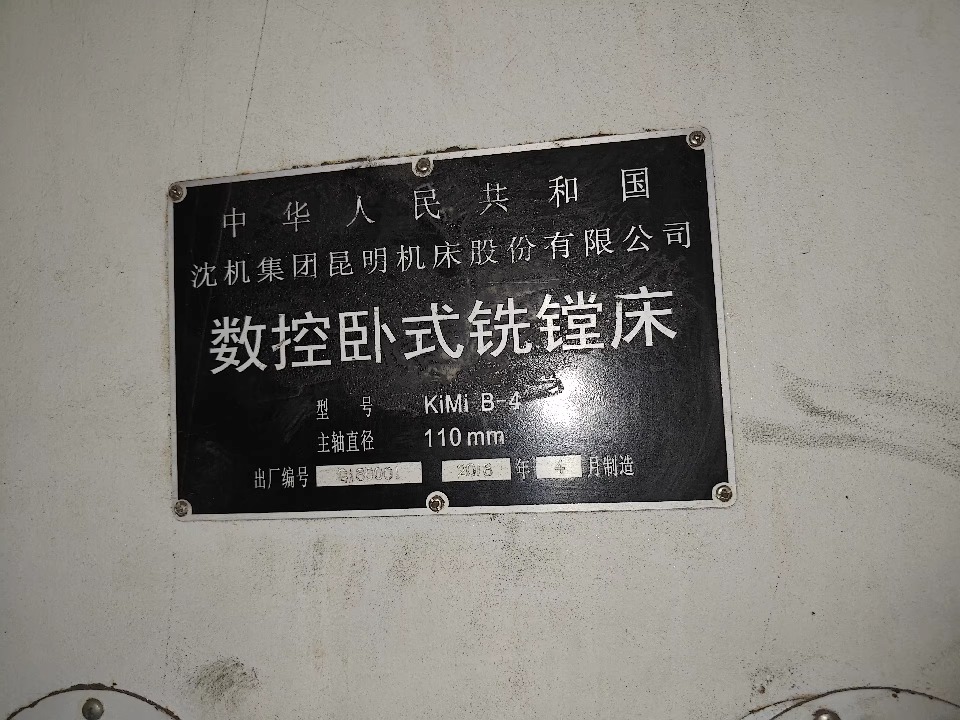 中华人民共和国
沈机集团昆明机床股份有限公司
数控卧式铣镗床
型 号 KiMi B-4
主轴直径 110mm
出厂编号 年 4 月制造